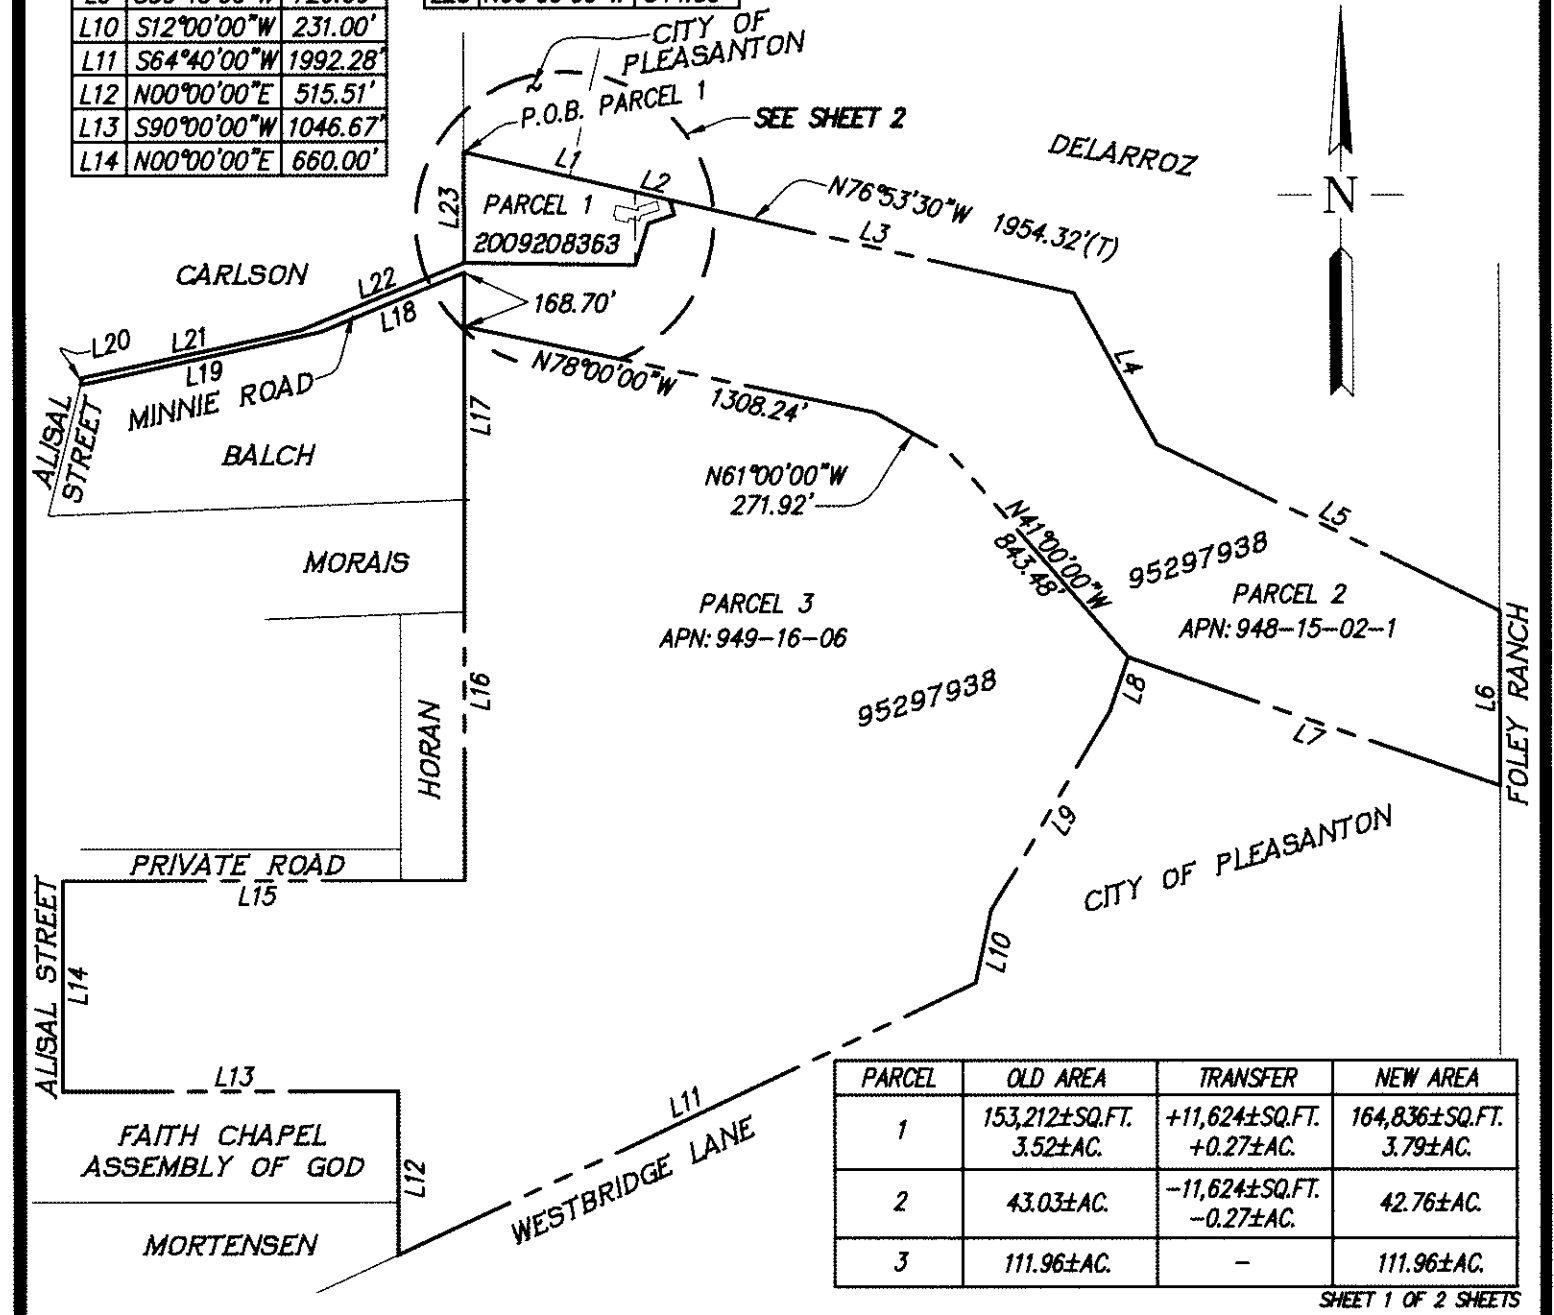 L10 S12°00'00"W 231.00'
L11 S64°40'00"W 1992.28'
L12 N00°00'00"E 515.51'
L13 S90°00'00"W 1046.67'
L14 N00°00'00"E 660.00'
CITY OF
PLEASANTON
2
P.O.B. PARCEL 1
SEE SHEET 2
DELARROZ
N
L1
L2
N76°53'30"W 1954.32'(T)
L3
L23
PARCEL 1
2009208363
CARLSON
L22
L18
168.70'
L20
L21
L19
MINNIE ROAD
ALISAL
STREET
BALCH
L17
N78°00'00"W 1308.24'
L4
N61°00'00"W
271.92'
L5
N41°00'00"W
843.48'
95297938
MORAIS
PARCEL 3
APN: 949-16-06
PARCEL 2
APN: 948-15-02-1
L16
95297938
L8
L6
FOLEY RANCH
L7
HORAN
L9
CITY OF PLEASANTON
PRIVATE ROAD
L15
ALISAL STREET
L14
L10
L13
L11
FAITH CHAPEL
ASSEMBLY OF GOD
L12
WESTBRIDGE LANE
MORTENSEN
PARCEL OLD AREA TRANSFER NEW AREA
1 153,212±SQ.FT. +11,624±SQ.FT. 164,836±SQ.FT.
3.52±AC. +0.27±AC. 3.79±AC.
2 43.03±AC. -11,624±SQ.FT. 42.76±AC.
-0.27±AC.
3 111.96±AC. - 111.96±AC.
SHEET 1 OF 2 SHEETS